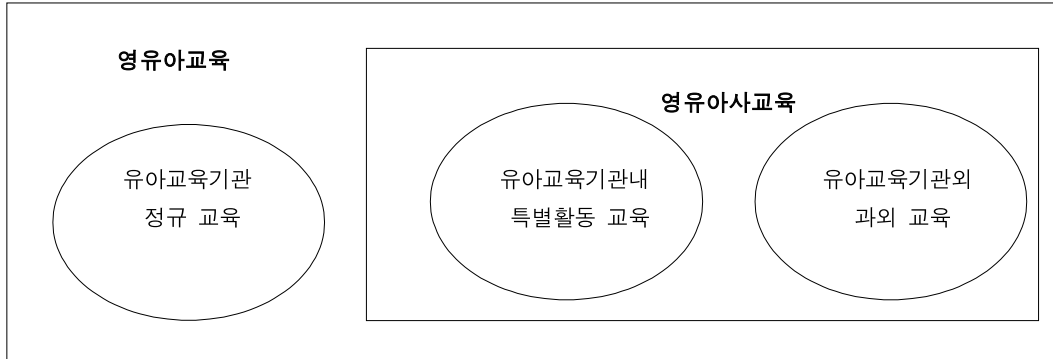 영유아교육
영유아사교육
유아교육기관
정규 교육
유아교육기관내
특별활동 교육
유아교육기관외
과외 교육